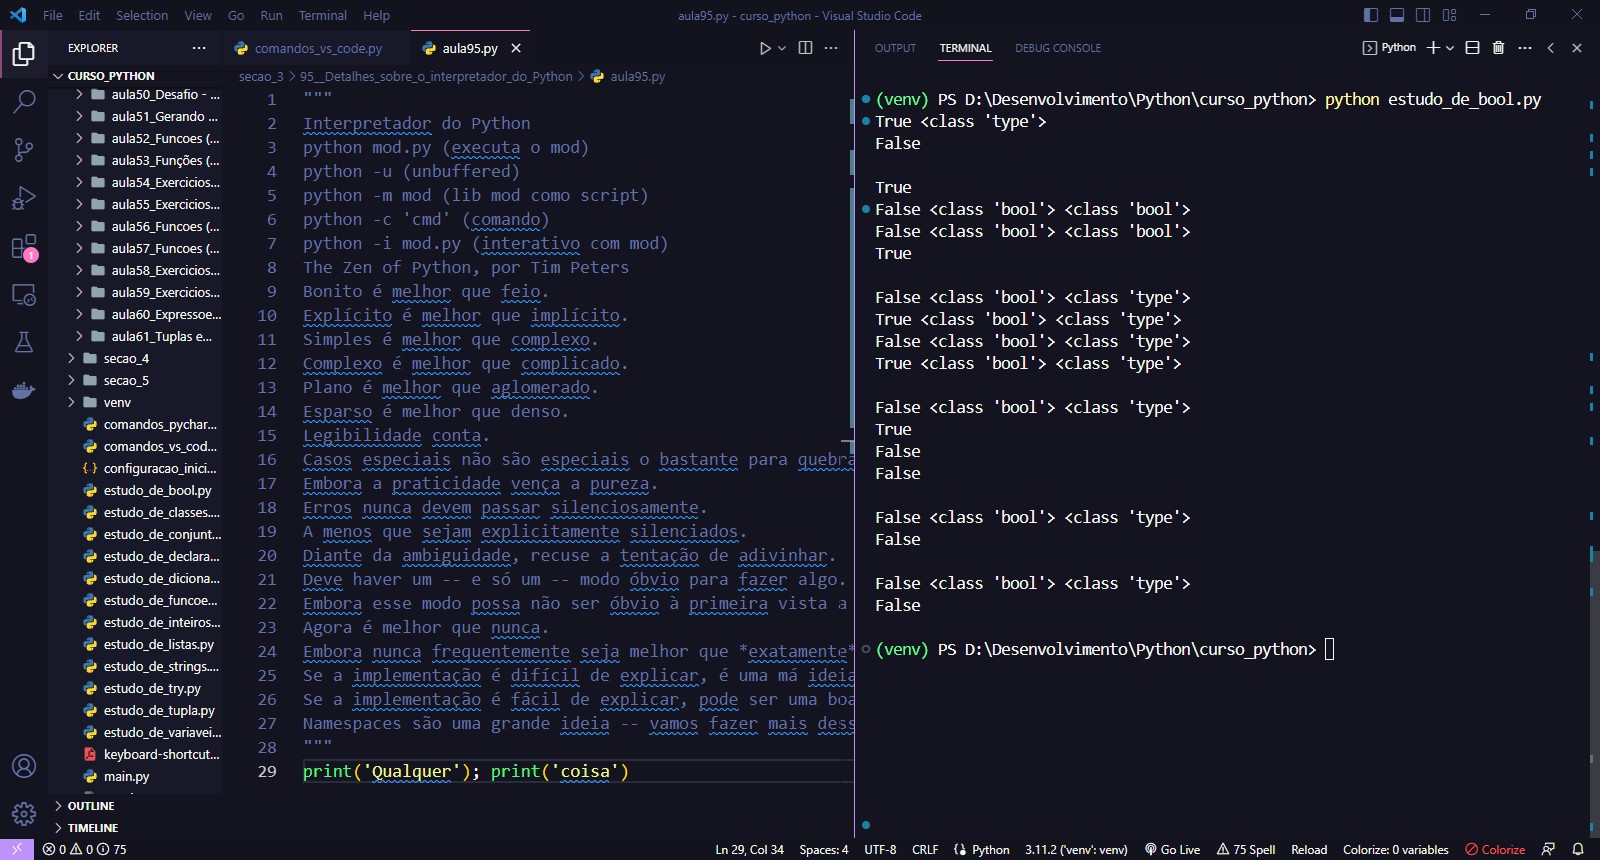 File Edit Selection View Go Run Terminal Help
aula95.py - curso_python - Visual Studio Code
EXPLORER
CURSO_PYTHON
aula50_Desafio - ...
aula51_Gerando ...
aula52_Funcoes (...
aula53_Funções (...
aula54_Exercicios...
aula55_Exercicios...
aula56_Funcoes (...
aula57_Funcoes (...
aula58_Exercicios...
aula59_Exercicios...
aula60_Expressoe...
aula61_Tuplas e...
secao_4
secao_5
venv
comandos_pychar...
comandos_vs_cod...
configuracao_inici...
estudo_de_bool.py
estudo_de_classes....
estudo_de_conjunt...
estudo_de_declara...
estudo_de_diciona...
estudo_de_funcoe...
estudo_de_inteiros...
estudo_de_listas.py
estudo_de_strings....
estudo_de_try.py
estudo_de_tupla.py
estudo_de_variavei...
keyboard-shortcut...
main.py
OUTLINE
TIMELINE
1
comandos_vs_code.py aula95.py
secao_3 > 95__Detalhes_sobre_o_interpretador_do_Python > aula95.py
1 """
2 Interpretador do Python
3 python mod.py (executa o mod)
4 python -u (unbuffered)
5 python -m mod (lib mod como script)
6 python -c 'cmd' (comando)
7 python -i mod.py (interativo com mod)
8 The Zen of Python, por Tim Peters
9 Bonito é melhor que feio.
10 Explícito é melhor que implícito.
11 Simples é melhor que complexo.
12 Complexo é melhor que complicado.
13 Plano é melhor que aglomerado.
14 Esparso é melhor que denso.
15 Legibilidade conta.
16 Casos especiais não são especiais o bastante para quebra
17 Embora a praticidade vença a pureza.
18 Erros nunca devem passar silenciosamente.
19 A menos que sejam explicitamente silenciados.
20 Diante da ambiguidade, recuse a tentação de adivinhar.
21 Deve haver um -- e só um -- modo óbvio para fazer algo.
22 Embora esse modo possa não ser óbvio à primeira vista a
23 Agora é melhor que nunca.
24 Embora nunca frequentemente seja melhor que *exatamente*
25 Se a implementação é difícil de explicar, é uma má ideia
26 Se a implementação é fácil de explicar, pode ser uma boa
27 Namespaces são uma grande ideia -- vamos fazer mais dess
28 """
29 print('Qualquer'); print('coisa')
OUTPUT TERMINAL DEBUG CONSOLE
Python
(venv) PS D:\Desenvolvimento\Python\curso_python> python estudo_de_bool.py
True <class 'type'>
False
True
False <class 'bool'> <class 'bool'>
False <class 'bool'> <class 'bool'>
True
False <class 'bool'> <class 'type'>
True <class 'bool'> <class 'type'>
False <class 'bool'> <class 'type'>
True <class 'bool'> <class 'type'>
False <class 'bool'> <class 'type'>
True
False
False
False <class 'bool'> <class 'type'>
False
False <class 'bool'> <class 'type'>
False
(venv) PS D:\Desenvolvimento\Python\curso_python>
0 0 75 Ln 29, Col 34 Spaces: 4 UTF-8 CRLF Python 3.11.2 ('venv': venv) Go Live 75 Spell Reload Colorize: 0 variables Colorize